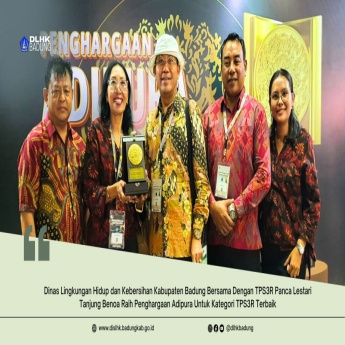 DLHK
BADUNG
PENGHARGAAN
ADIPURA
Dinas Lingkungan Hidup dan Kebersihan Kabupaten Badung Bersama Dengan TPS3R Panca Lestari
Tanjung Benoa Raih Penghargaan Adipura Untuk Kategori TPS3R Terbaik
www.dislhk.badungkab.go.id
@dlhkbadung